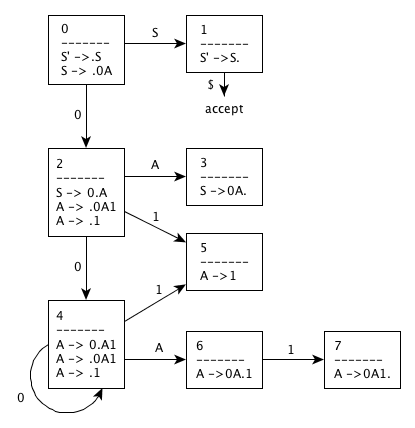 0
-------
S' ->.S
S -> .0A
S
1
-------
S' ->S.
$
accept
0
2
-------
S -> 0.A
A -> .0A1
A -> .1
A
3
-------
S ->0A.
1
5
-------
A ->1
0
1
4
-------
A -> 0.A1
A -> .0A1
A -> .1
A
6
-------
A ->0A.1
1
7
-------
A ->0A1.
0